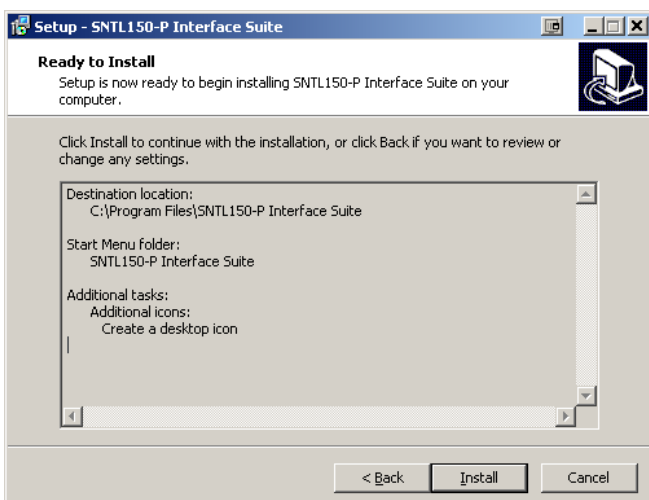 Setup - SNTL150-P Interface Suite
Ready to Install
Setup is now ready to begin installing SNTL150-P Interface Suite on your
computer.
Click Install to continue with the installation, or click Back if you want to review or
change any settings.
Destination location:
C:\Program Files\SNTL150-P Interface Suite
Start Menu folder:
SNTL150-P Interface Suite
Additional tasks:
Additional icons:
Create a desktop icon
< Back Install Cancel